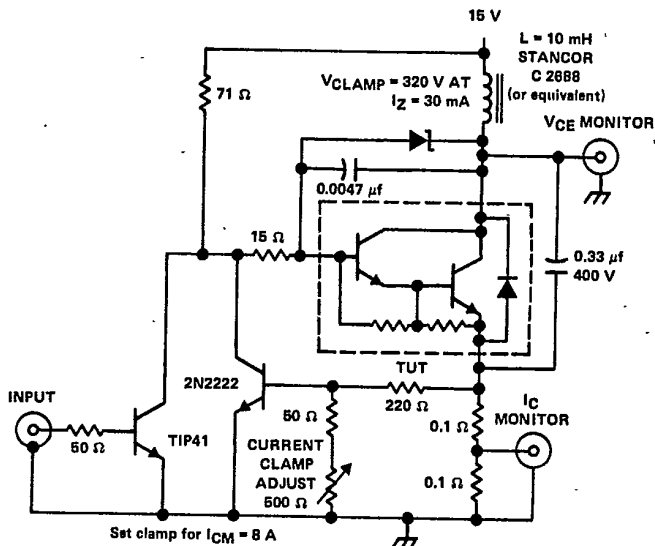 15 V
L = 10 mH
STANCOR
C 2688
(or equivalent)
VCLAMP = 320 V AT
IZ = 30 mA
71 Ω
VCE MONITOR
0.0047 µf
15 Ω
0.33 µf
400 V
TUT
2N2222
220 Ω
IC
MONITOR
INPUT
50 Ω
TIP41
50 Ω
CURRENT
CLAMP
ADJUST
500 Ω
0.1 Ω
0.1 Ω
Set clamp for ICM = 8 A